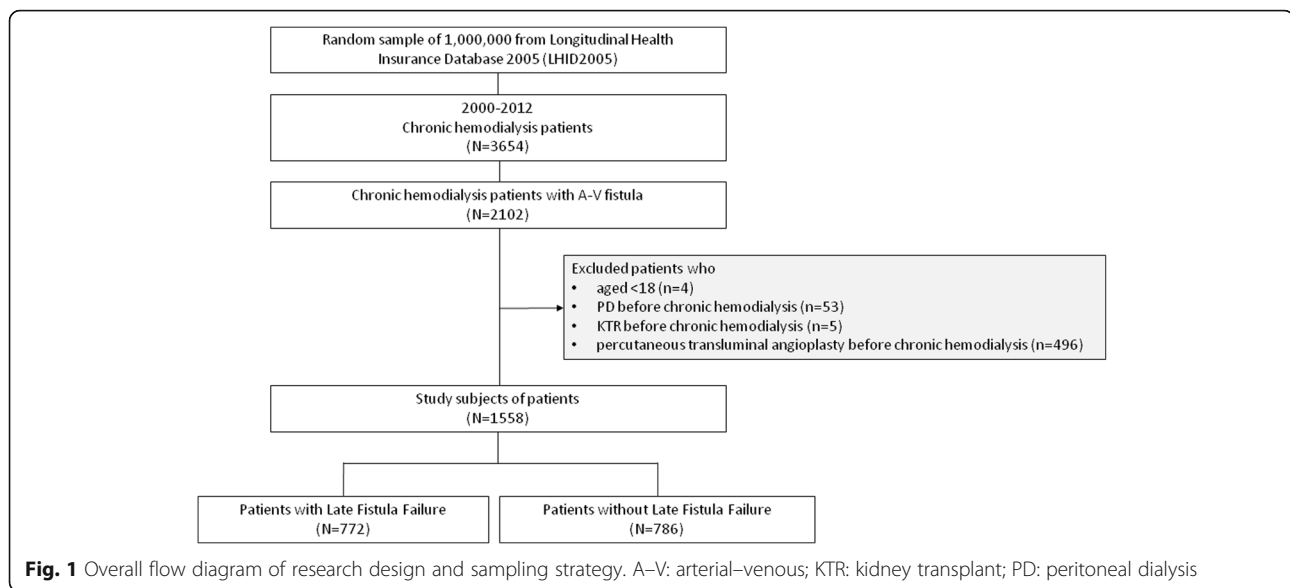 Random sample of 1,000,000 from Longitudinal Health
Insurance Database 2005 (LHID2005)
2000-2012
Chronic hemodialysis patients
(N=3654)
Chronic hemodialysis patients with A-V fistula
(N=2102)
Excluded patients who
• aged <18 (n=4)
• PD before chronic hemodialysis (n=53)
• KTR before chronic hemodialysis (n=5)
• percutaneous transluminal angioplasty before chronic hemodialysis (n=496)
Study subjects of patients
(N=1558)
Patients with Late Fistula Failure
(N=772)
Patients without Late Fistula Failure
(N=786)
Fig. 1 Overall flow diagram of research design and sampling strategy. A–V: arterial–venous; KTR: kidney transplant; PD: peritoneal dialysis